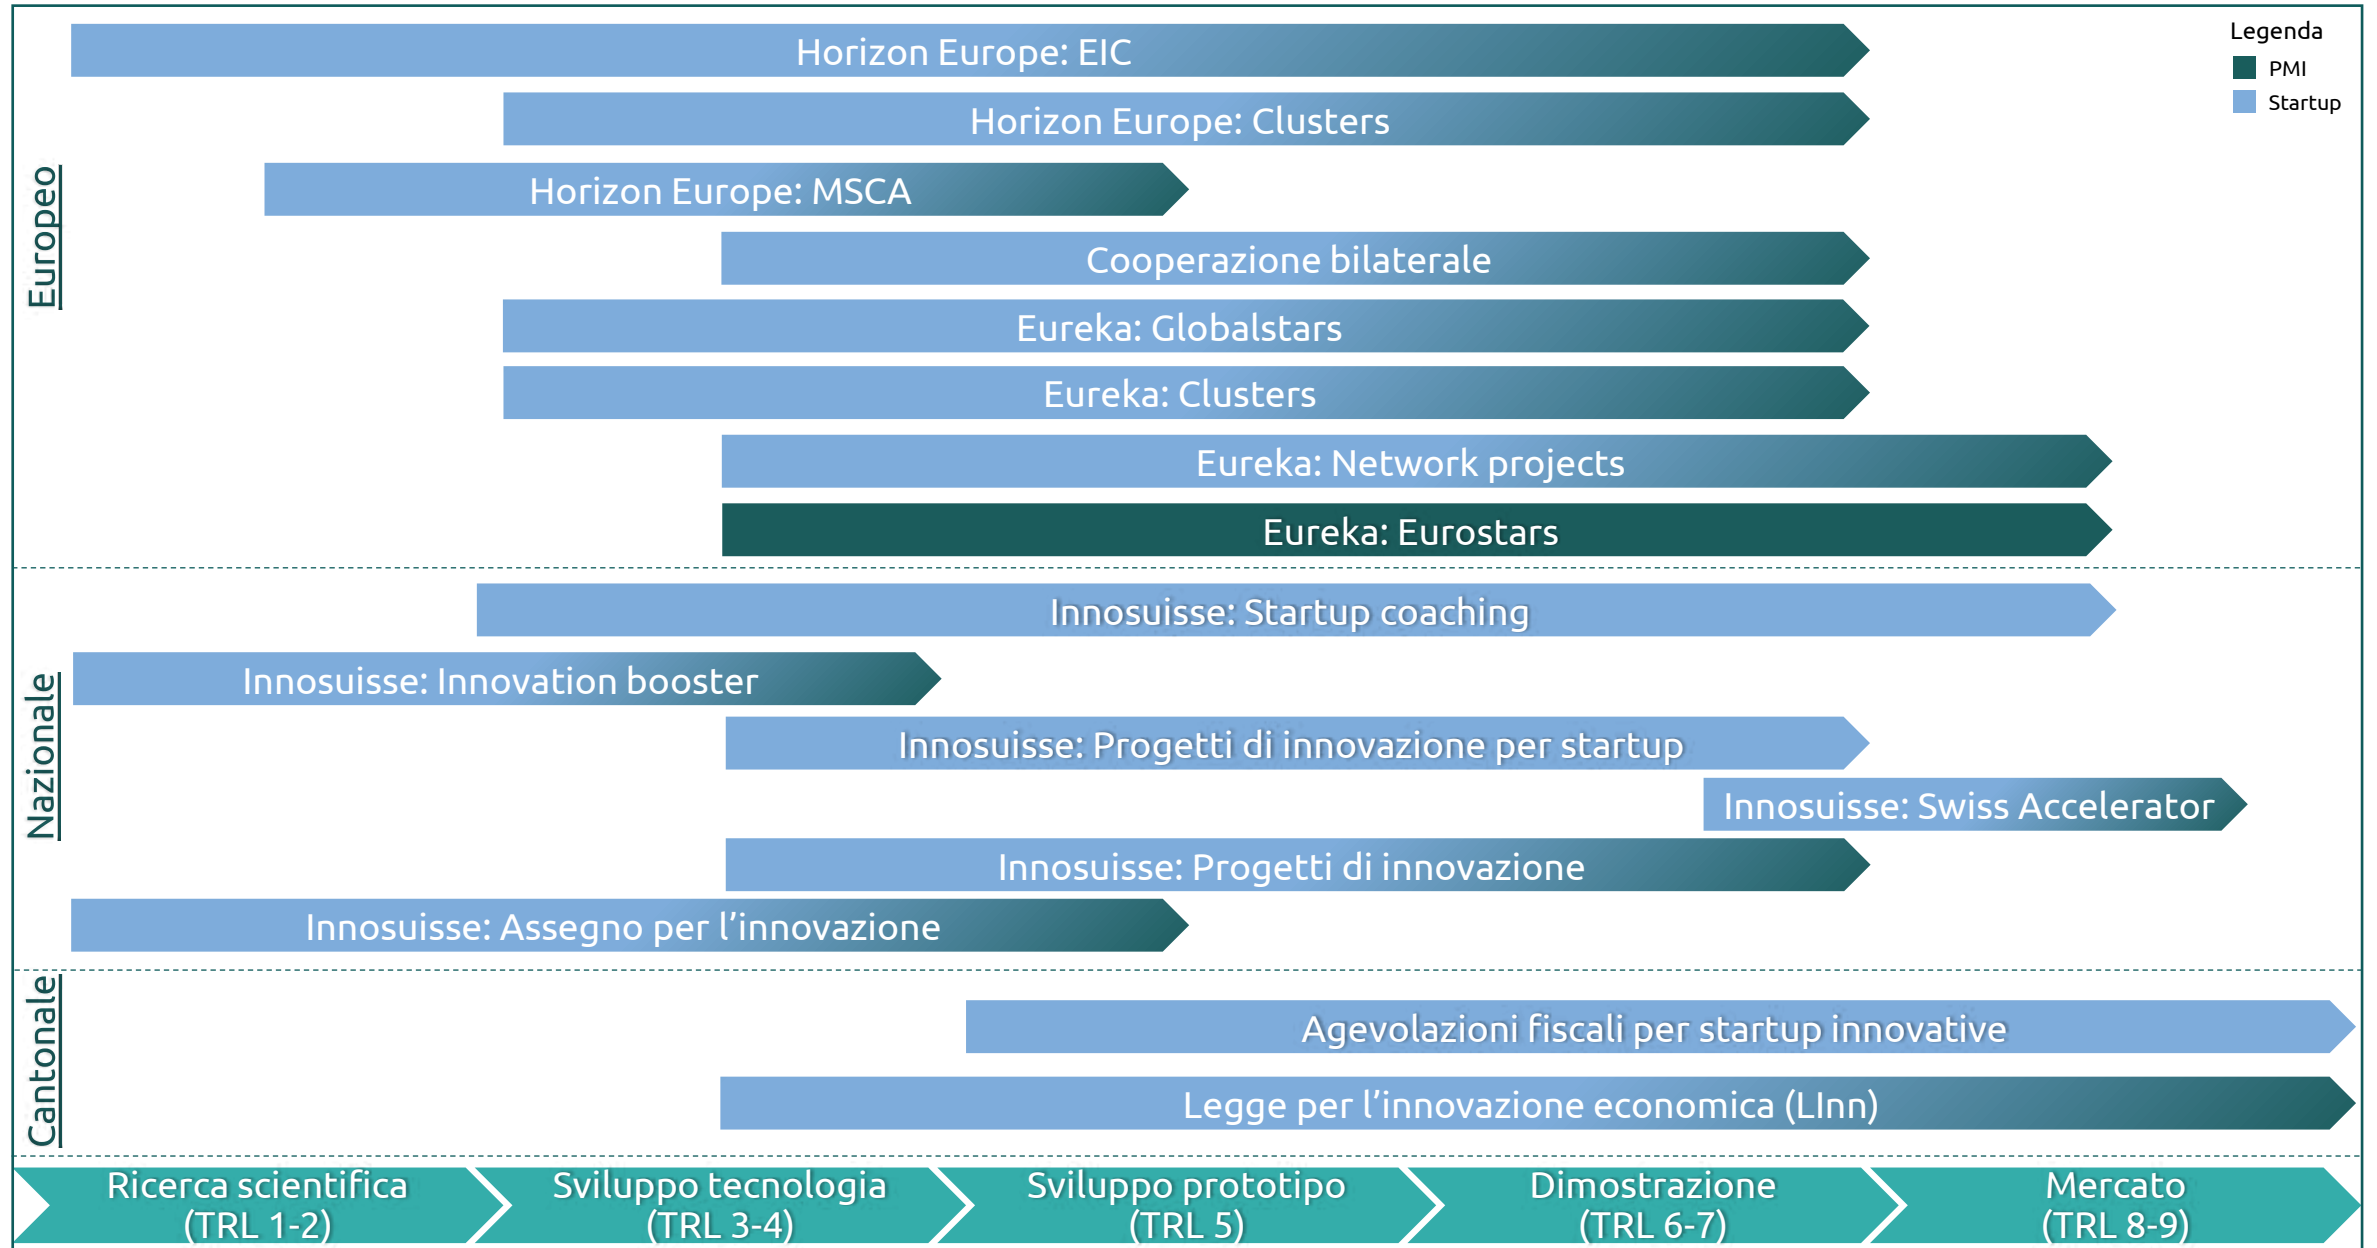 Legenda
PMI
Startup
Europeo
Horizon Europe: EIC
Horizon Europe: Clusters
Horizon Europe: MSCA
Cooperazione bilaterale
Eureka: Globalstars
Eureka: Clusters
Eureka: Network projects
Eureka: Eurostars
Nazionale
Innosuisse: Startup coaching
Innosuisse: Innovation booster
Innosuisse: Progetti di innovazione per startup
Innosuisse: Swiss Accelerator
Innosuisse: Progetti di innovazione
Innosuisse: Assegno per l’innovazione
Cantonale
Agevolazioni fiscali per startup innovative
Legge per l’innovazione economica (LInn)
Ricerca scientifica
(TRL 1-2)
Sviluppo tecnologia
(TRL 3-4)
Sviluppo prototipo
(TRL 5)
Dimostrazione
(TRL 6-7)
Mercato
(TRL 8-9)